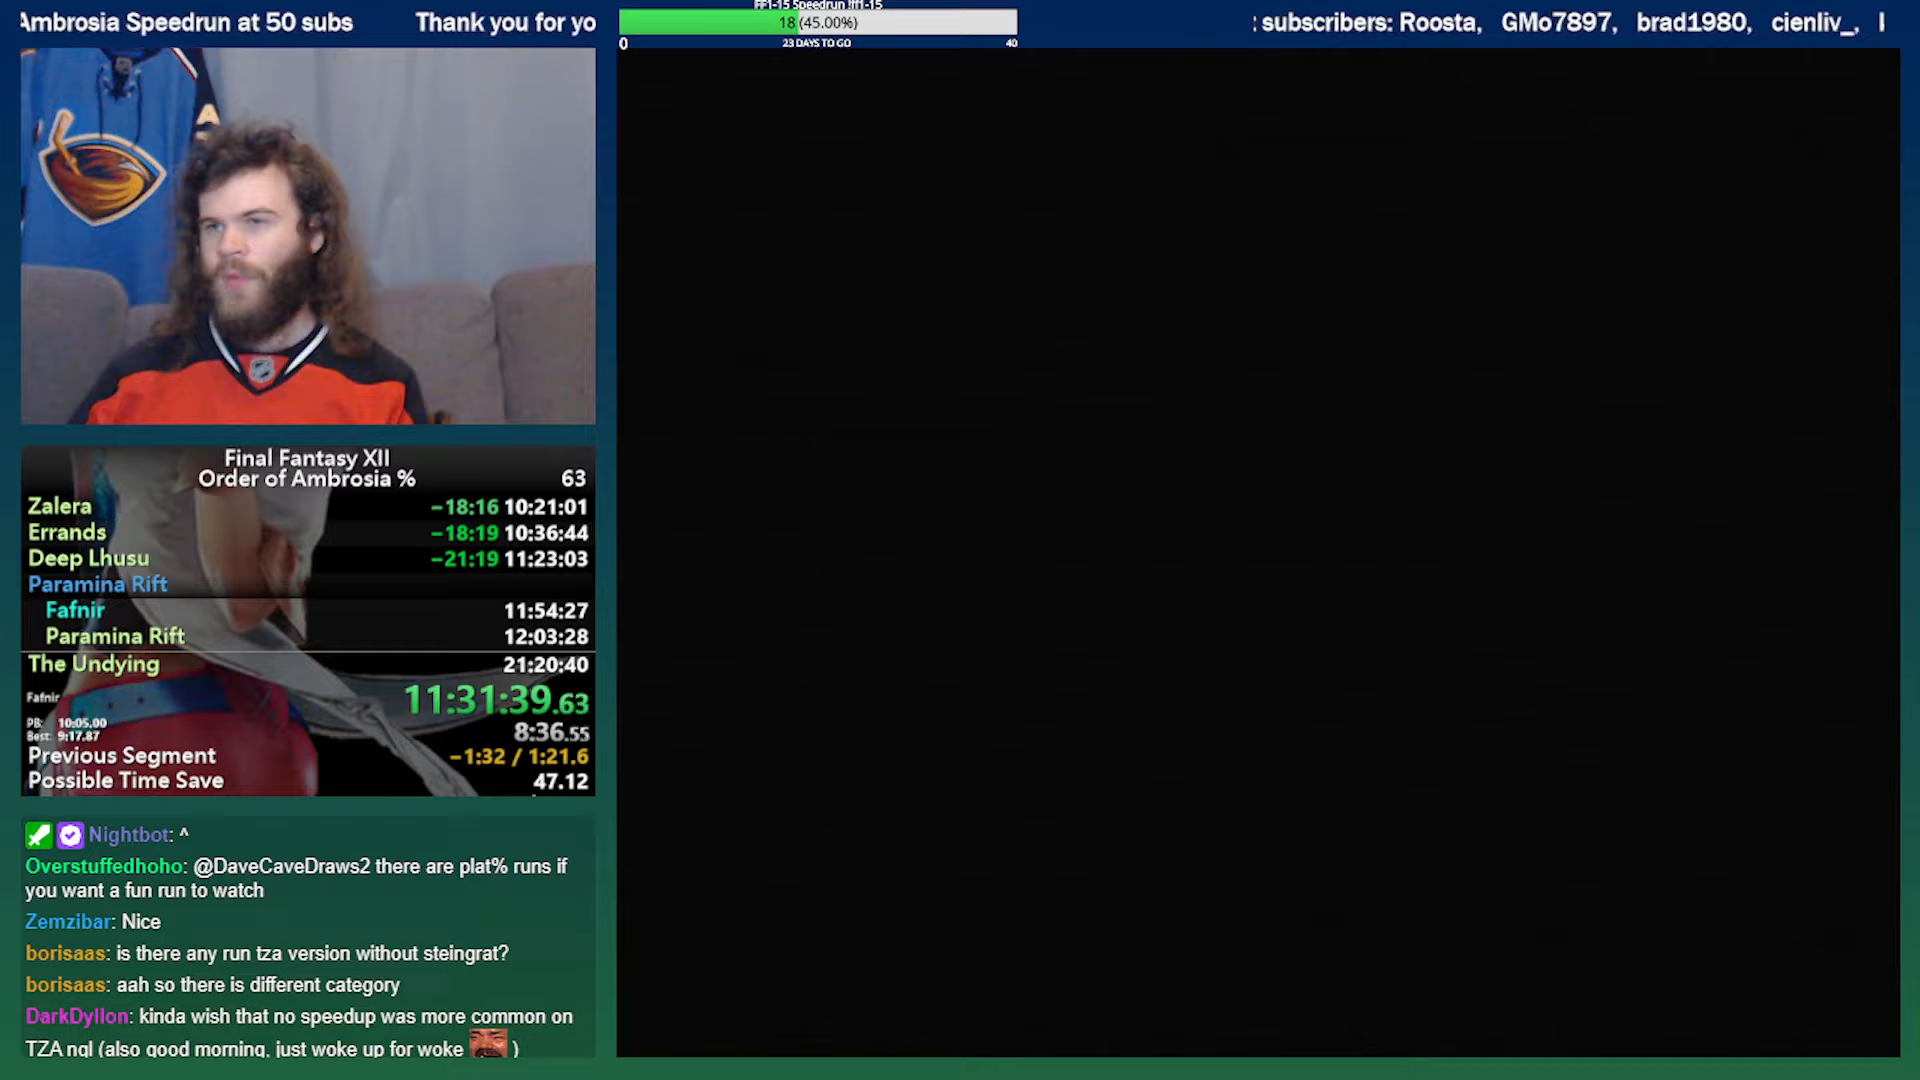 Ambrosia Speedrun at 50 subs Thank you for yo
FF1-15 Speedrun !ff1-15
18 (45.00%)
0 23 DAYS TO GO 40
: subscribers: Roosta, GMo7897, brad1980, cienliv_,
A
Final Fantasy XII
Order of Ambrosia % 63
Zalera -18:16 10:21:01
Errands -18:19 10:36:44
Deep Lhusu -21:19 11:23:03
Paramina Rift
Fafnir 11:54:27
Paramina Rift 12:03:28
The Undying 21:20:40
Fafnir 11:31:39.63
PB: 10:05.00
Best: 9:17.87 8:36.55
Previous Segment -1:32 / 1:21.6
Possible Time Save 47.12
Nightbot: ^
Overstuffedhoho: @DaveCaveDraws2 there are plat% runs if
you want a fun run to watch
Zemzibar: Nice
borisaas: is there any run tza version without steingrat?
borisaas: aah so there is different category
DarkDyllon: kinda wish that no speedup was more common on
TZA ngl (also good morning, just woke up for woke )